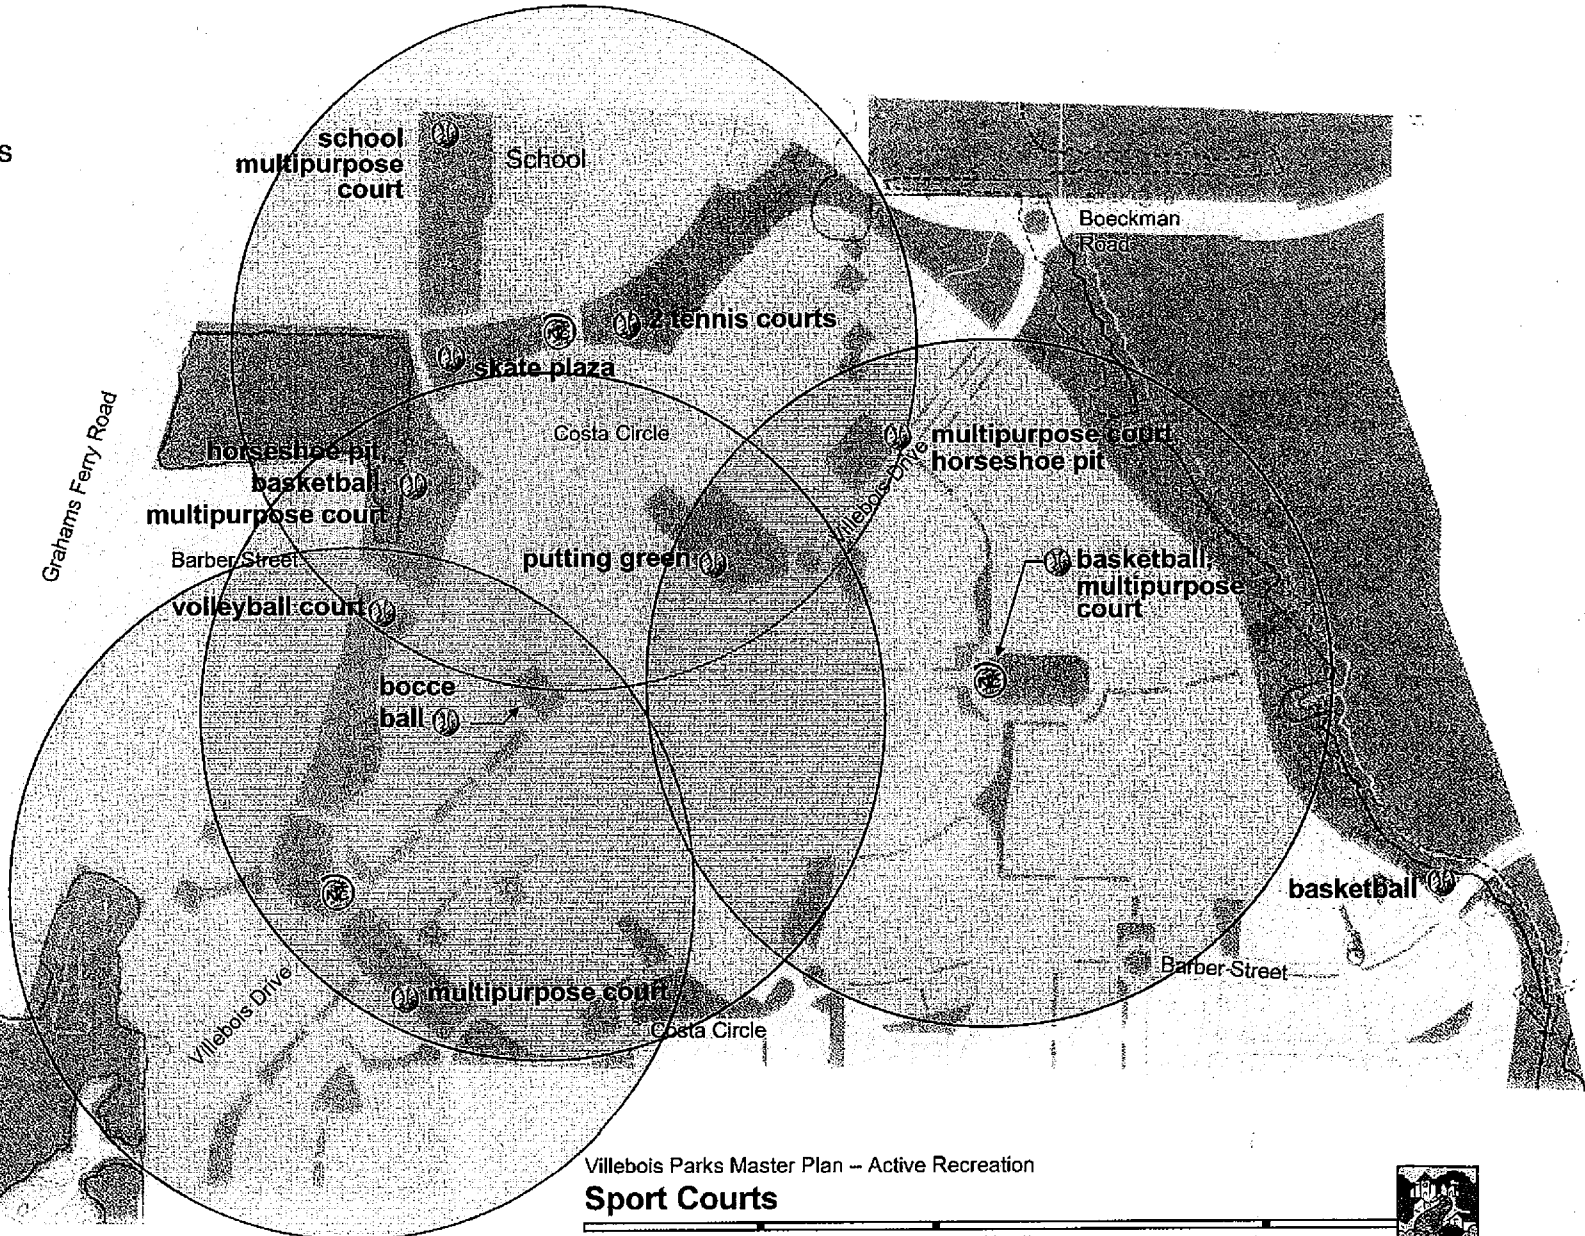 s
school
multipurpose
court
School
Boeckman
Road
2 tennis courts
skate plaza
Costa Circle
multipurpose court
horseshoe pit
horseshoe pit,
basketball,
multipurpose court
Grahams Ferry Road
Villebois Drive
Barber Street
putting green
basketball,
multipurpose
court
volleyball court
bocce
ball
basketball
Barber Street
multipurpose court
Villebois Drive
Costa Circle
Villebois Parks Master Plan – Active Recreation
Sport Courts